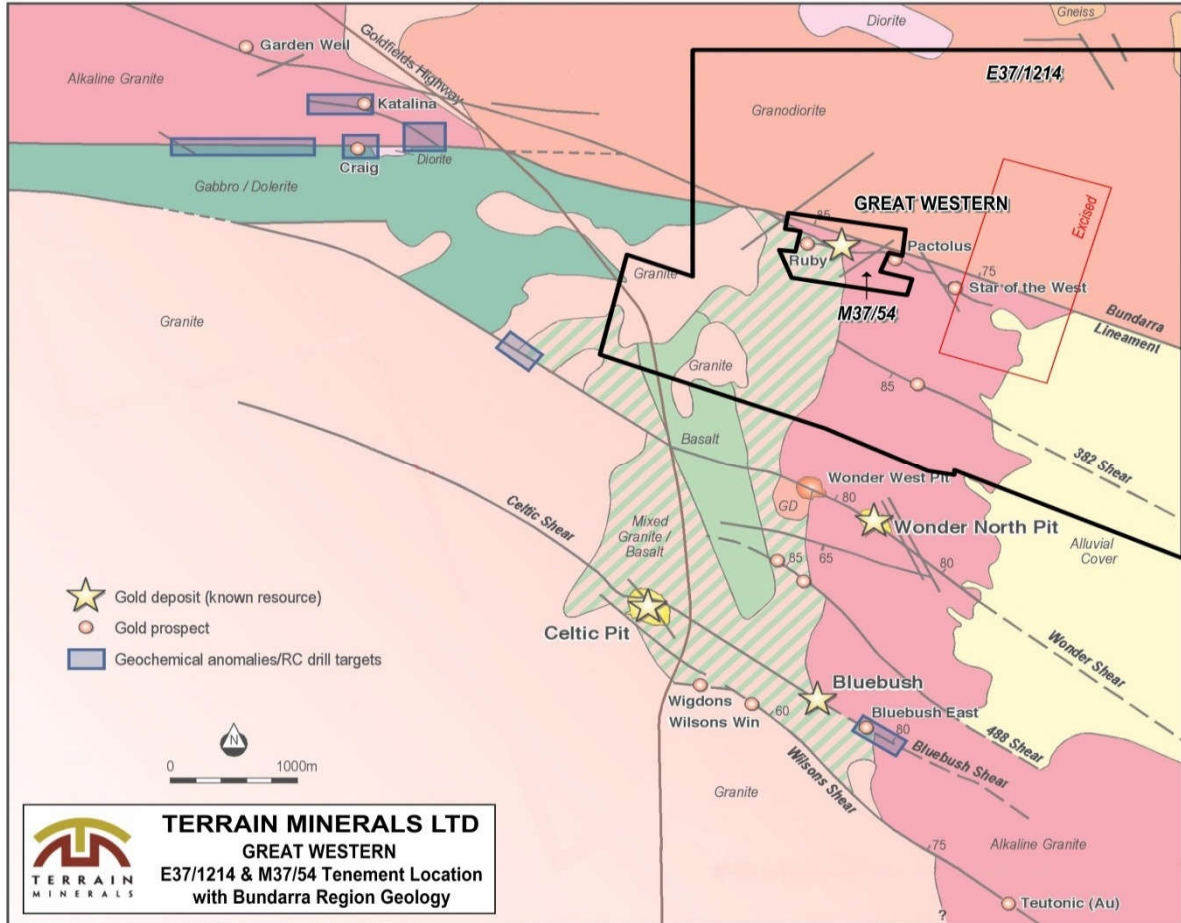 Gneiss
Diorite
Garden Well
Goldfields Highway
E37/1214
Alkaline Granite
Katalina
Granodiorite
Diorite
Craig
Gabbro / Dolerite
Excised
GREAT WESTERN
85
Ruby
Pactolus
75
Star of the West
M37/54
Bundarra
Lineament
Granite
Granite
Granite
85
Basalt
382 Shear
Wonder West Pit
GD
80
Wonder North Pit
Celtic Shear
Mixed
Granite /
Basalt
85
65
80
Alluvial
Cover
Gold deposit (known resource)
Gold prospect
Geochemical anomalies/RC drill targets
Celtic Pit
Wonder Shear
Bluebush
Wigdons
Wilsons Win
60
Bluebush East
80
488 Shear
Bluebush Shear
N
0
1000m
Wilsons Shear
Granite
75
Alkaline Granite
Teutonic (Au)
?
TERRAIN
MINERALS
TERRAIN MINERALS LTD
GREAT WESTERN
E37/1214 & M37/54 Tenement Location
with Bundarra Region Geology